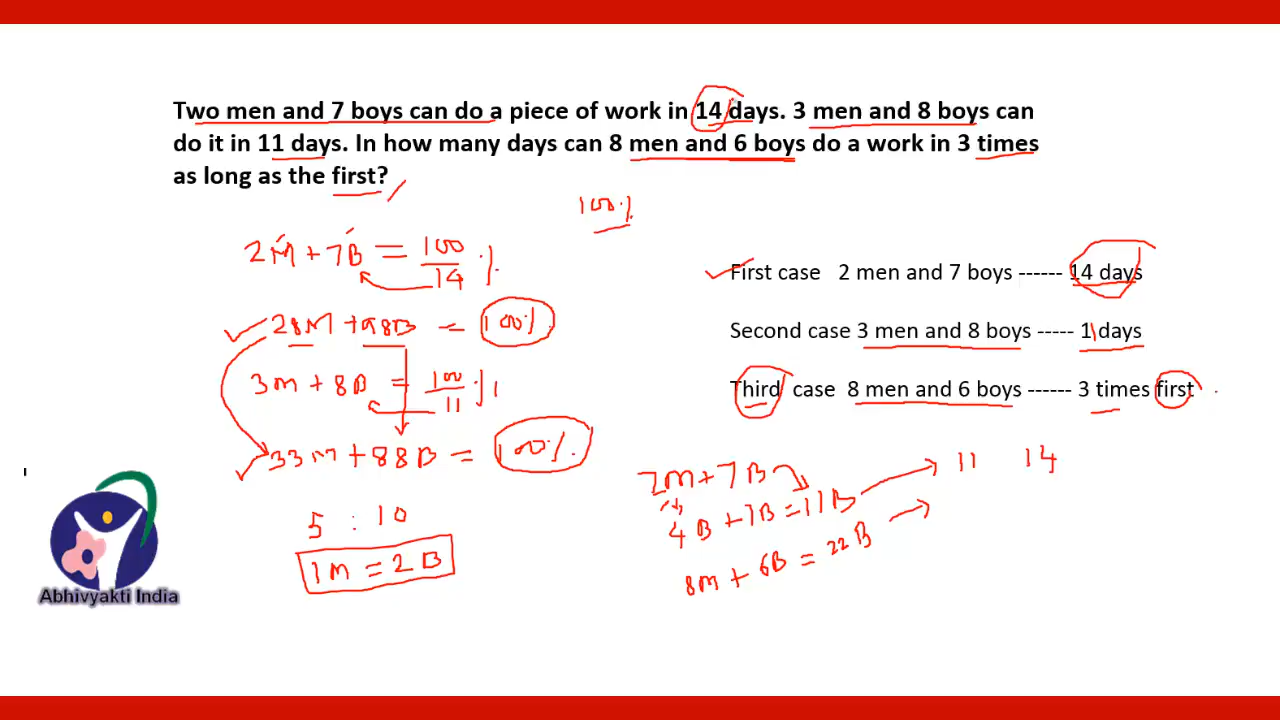 Two men and 7 boys can do a piece of work in 14 days. 3 men and 8 boys can
do it in 11 days. In how many days can 8 men and 6 boys do a work in 3 times
as long as the first?
100%
2M + 7B = 100/14 %
28M + 98B = 100%
3M + 8B = 100/11 %
33M + 88B = 100%
5 : 10
1M = 2B
First case 2 men and 7 boys ------ 14 days
Second case 3 men and 8 boys ----- 11 days
Third case 8 men and 6 boys ------ 3 times first
2M + 7B
4B + 7B = 11B → 11 14
8M + 6B = 22B →
Abhivyakti India